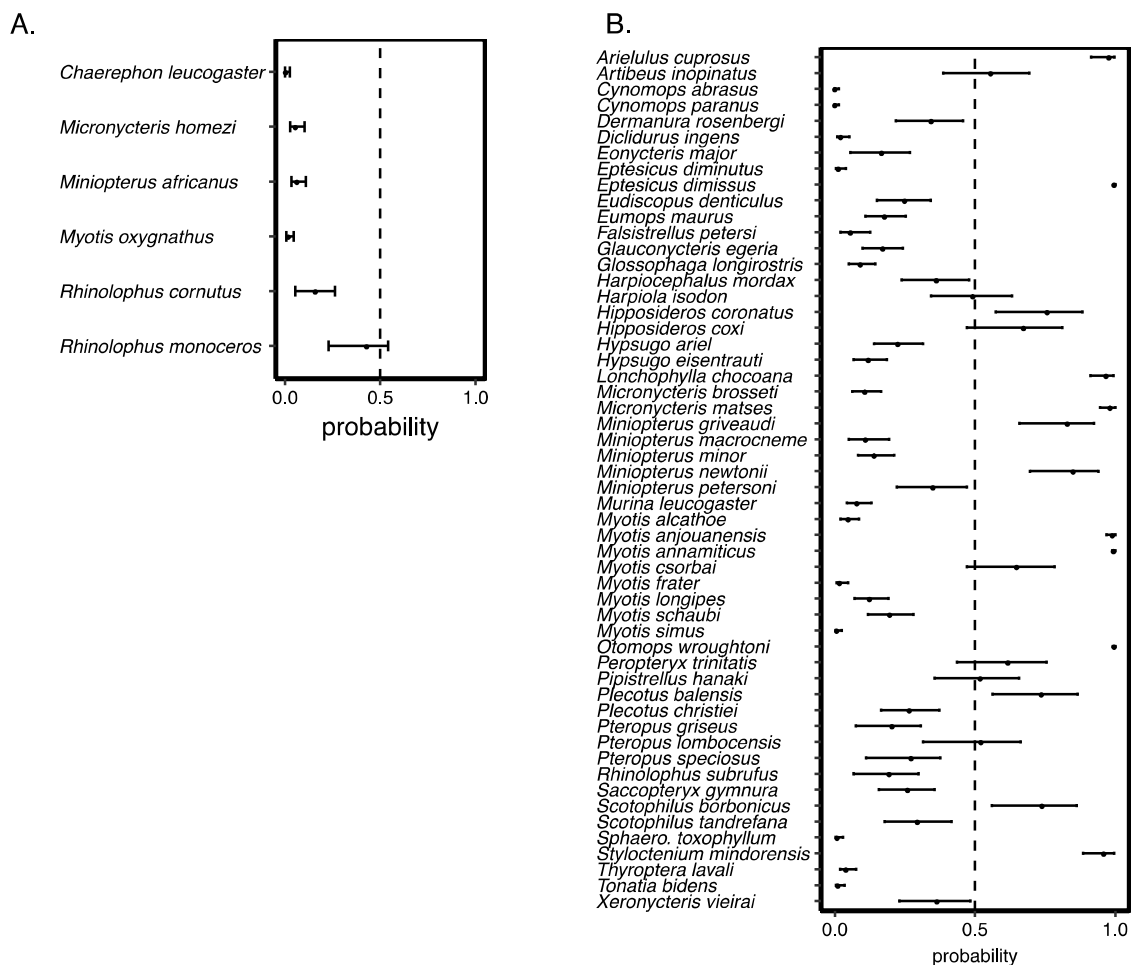 A.
Chaerephon leucogaster
Micronycteris homezi
Miniopterus africanus
Myotis oxygnathus
Rhinolophus cornutus
Rhinolophus monoceros
0.0 0.5 1.0
probability
B.
Arielulus cuprosus
Artibeus inopinatus
Cynomops abrasus
Cynomops paranus
Dermanura rosenbergi
Diclidurus ingens
Eonycteris major
Eptesicus diminutus
Eptesicus dimissus
Eudiscopus denticulus
Eumops maurus
Falsistrellus petersi
Glauconycteris egeria
Glossophaga longirostris
Harpiocephalus mordax
Harpiola isodon
Hipposideros coronatus
Hipposideros coxi
Hypsugo ariel
Hypsugo eisentrauti
Lonchophylla chocoana
Micronycteris brosseti
Micronycteris matses
Miniopterus griveaudi
Miniopterus macrocneme
Miniopterus minor
Miniopterus newtonii
Miniopterus petersoni
Murina leucogaster
Myotis alcathoe
Myotis anjouanensis
Myotis annamiticus
Myotis csorbai
Myotis frater
Myotis longipes
Myotis schaubi
Myotis simus
Otomops wroughtoni
Peropteryx trinitatis
Pipistrellus hanaki
Plecotus balensis
Plecotus christiei
Pteropus griseus
Pteropus lombocensis
Pteropus speciosus
Rhinolophus subrufus
Saccopteryx gymnura
Scotophilus borbonicus
Scotophilus tandrefana
Sphaero. toxophyllum
Styloctenium mindorensis
Thyroptera lavali
Tonatia bidens
Xeronycteris vieirai
0.0 0.5 1.0
probability